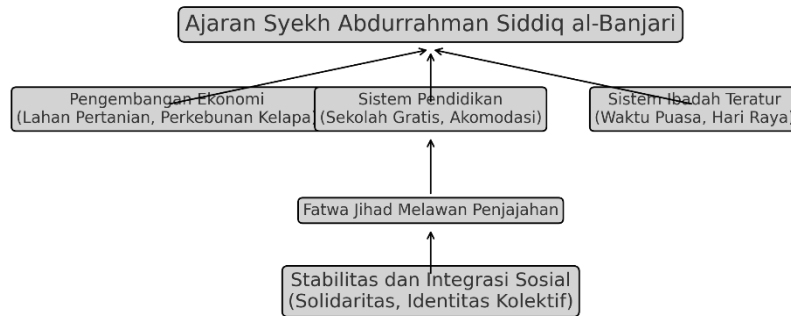 Ajaran Syekh Abdurrahman Siddiq al-Banjari
Pengembangan Ekonomi
(Lahan Pertanian, Perkebunan Kelapa)
Sistem Pendidikan
(Sekolah Gratis, Akomodasi)
Sistem Ibadah Teratur
(Waktu Puasa, Hari Raya)
Fatwa Jihad Melawan Penjajahan
Stabilitas dan Integrasi Sosial
(Solidaritas, Identitas Kolektif)